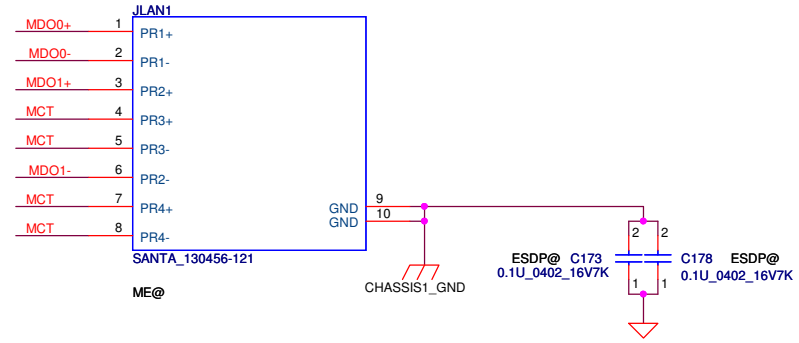 JLAN1
MDO0+ 1 PR1+
MDO0- 2 PR1-
MDO1+ 3 PR2+
MCT 4 PR3+
MCT 5 PR3-
MDO1- 6 PR2-
MCT 7 PR4+
MCT 8 PR4-
GND 9
GND 10
SANTA_130456-121
ME@
CHASSIS1_GND
2 2
ESDP@ C173 C178 ESDP@
0.1U_0402_16V7K 0.1U_0402_16V7K
1 1